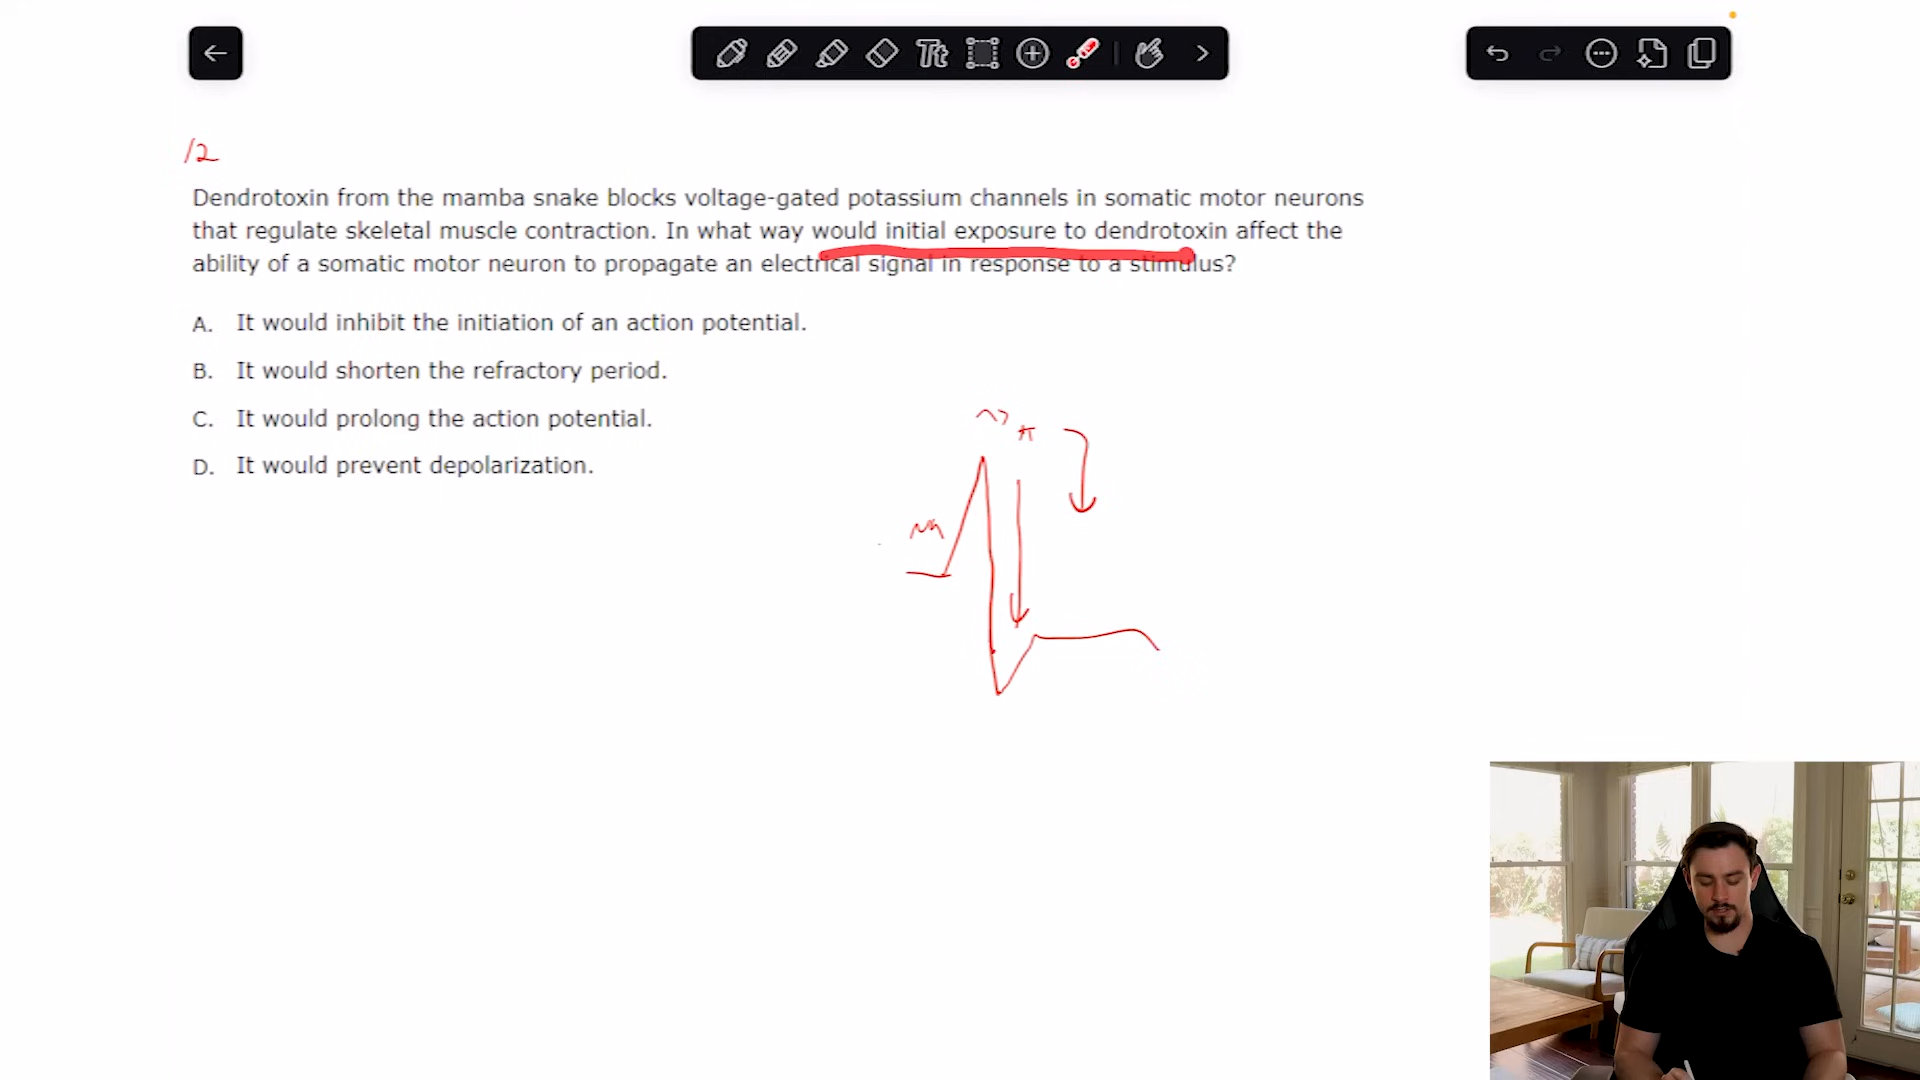 Tt
12
Dendrotoxin from the mamba snake blocks voltage-gated potassium channels in somatic motor neurons
that regulate skeletal muscle contraction. In what way would initial exposure to dendrotoxin affect the
ability of a somatic motor neuron to propagate an electrical signal in response to a stimulus?
A. It would inhibit the initiation of an action potential.
B. It would shorten the refractory period.
C. It would prolong the action potential.
D. It would prevent depolarization.